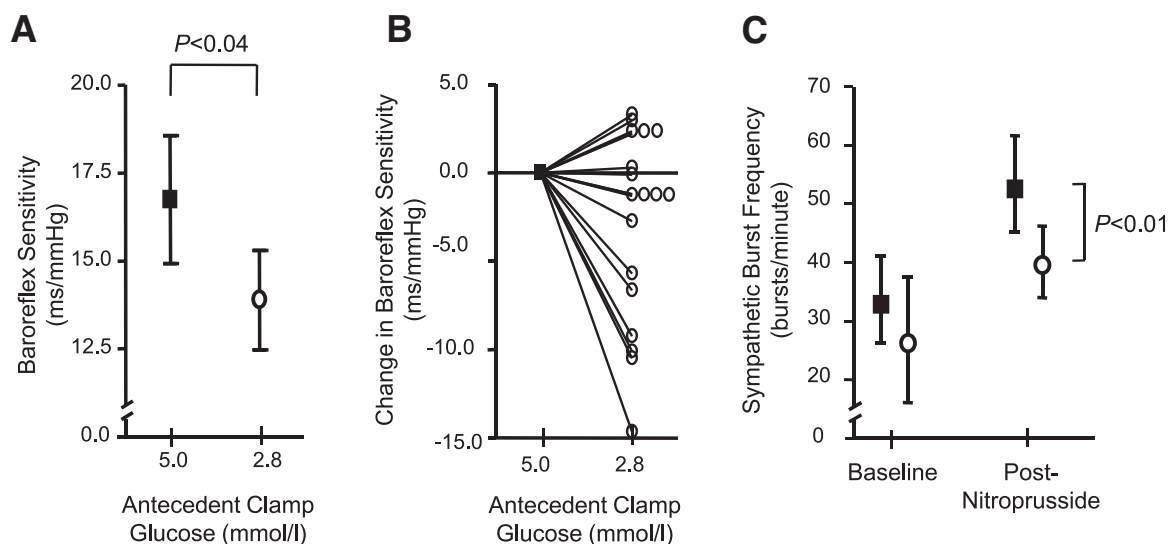 A
P<0.04
Baroreflex Sensitivity
(ms/mmHg)
20.0
17.5
15.0
12.5
0.0
5.0
2.8
Antecedent Clamp
Glucose (mmol/l)
B
Change in Baroreflex Sensitivity
(ms/mmHg)
5.0
0.0
-5.0
-10.0
-15.0
5.0
2.8
Antecedent Clamp
Glucose (mmol/l)
C
Sympathetic Burst Frequency
(bursts/minute)
70
60
50
40
30
20
0
P<0.01
Baseline
Post-
Nitroprusside